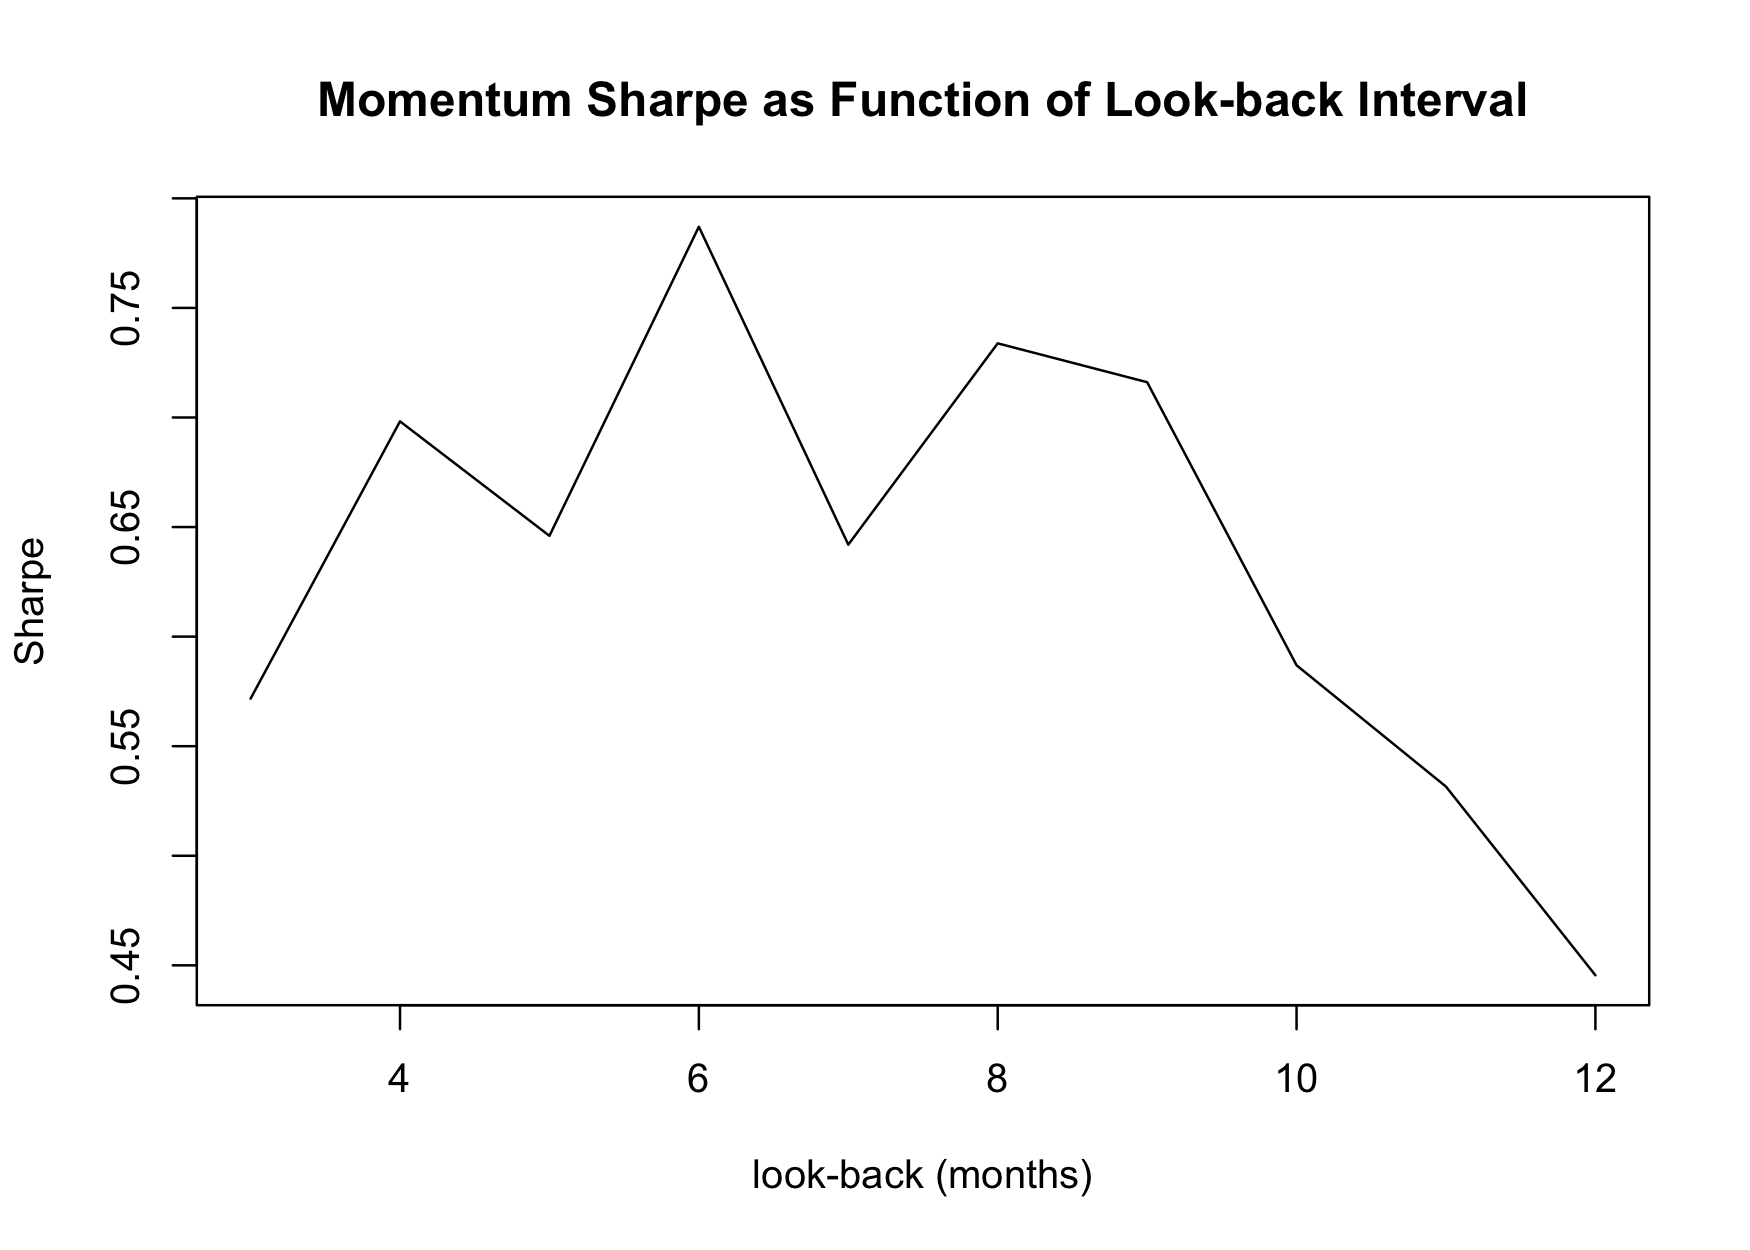 Momentum Sharpe as Function of Look-back Interval
Sharpe
0.75
0.65
0.55
0.45
4 6 8 10 12
look-back (months)